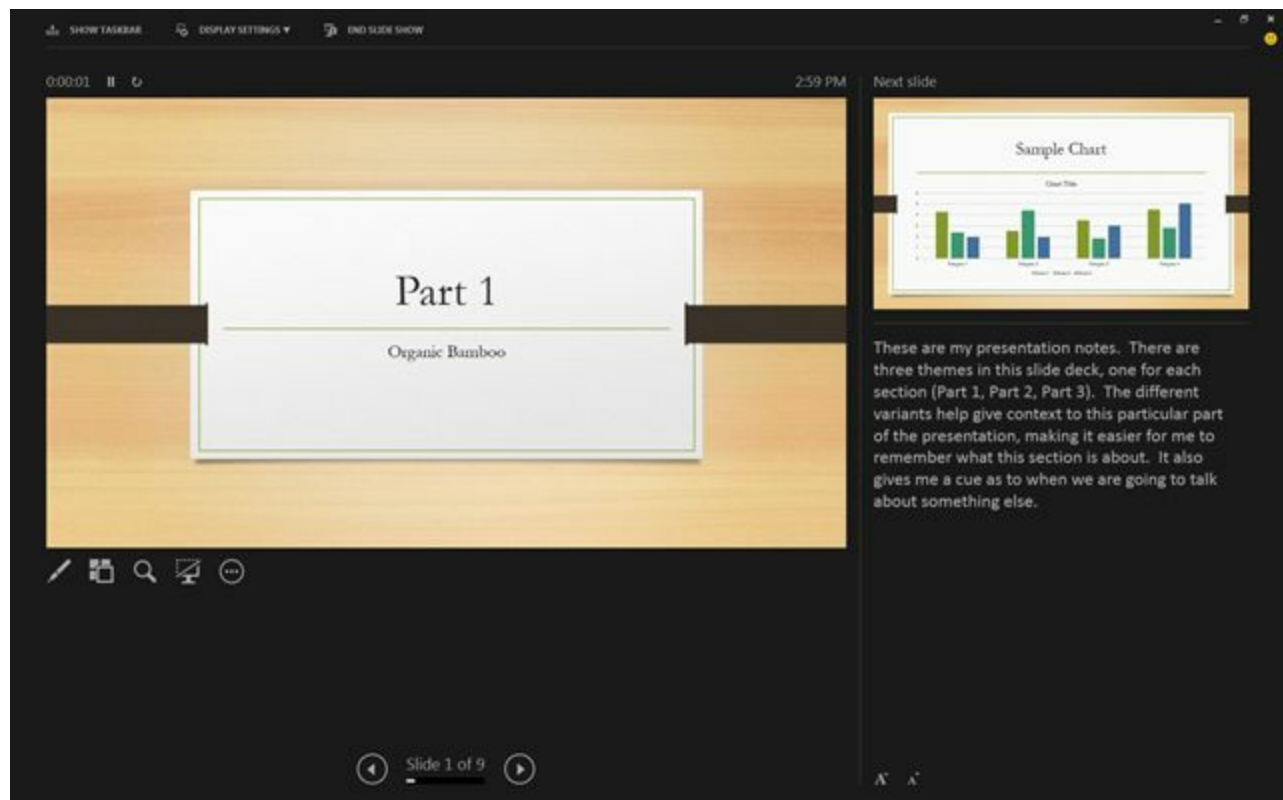 SHOW TASKBAR
DISPLAY SETTINGS ▼
END SLIDE SHOW
0:00:01
2:59 PM
Next slide
Part 1
Organic Bamboo
Sample Chart
Chart Title
These are my presentation notes. There are
three themes in this slide deck, one for each
section (Part 1, Part 2, Part 3). The different
variants help give context to this particular part
of the presentation, making it easier for me to
remember what this section is about. It also
gives me a cue as to when we are going to talk
about something else.
Slide 1 of 9
A A